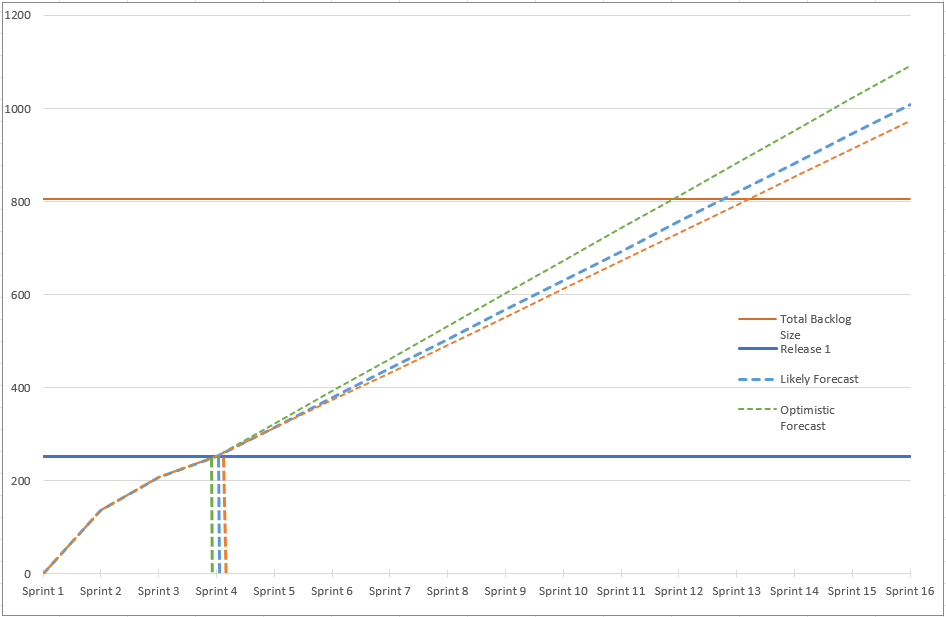 1200
1000
800
600
400
200
0
Sprint 1 Sprint 2 Sprint 3 Sprint 4 Sprint 5 Sprint 6 Sprint 7 Sprint 8 Sprint 9 Sprint 10 Sprint 11 Sprint 12 Sprint 13 Sprint 14 Sprint 15 Sprint 16
Total Backlog
Size
Release 1
Likely Forecast
Optimistic
Forecast